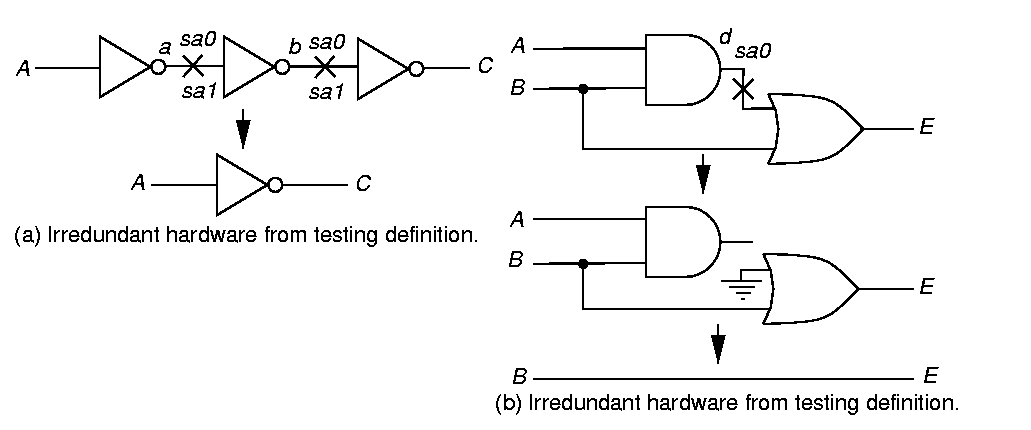 A
a
sa0
sa1
b
sa0
sa1
C
A
C
(a) Irredundant hardware from testing definition.
A
B
d
sa0
E
A
B
E
B
E
(b) Irredundant hardware from testing definition.